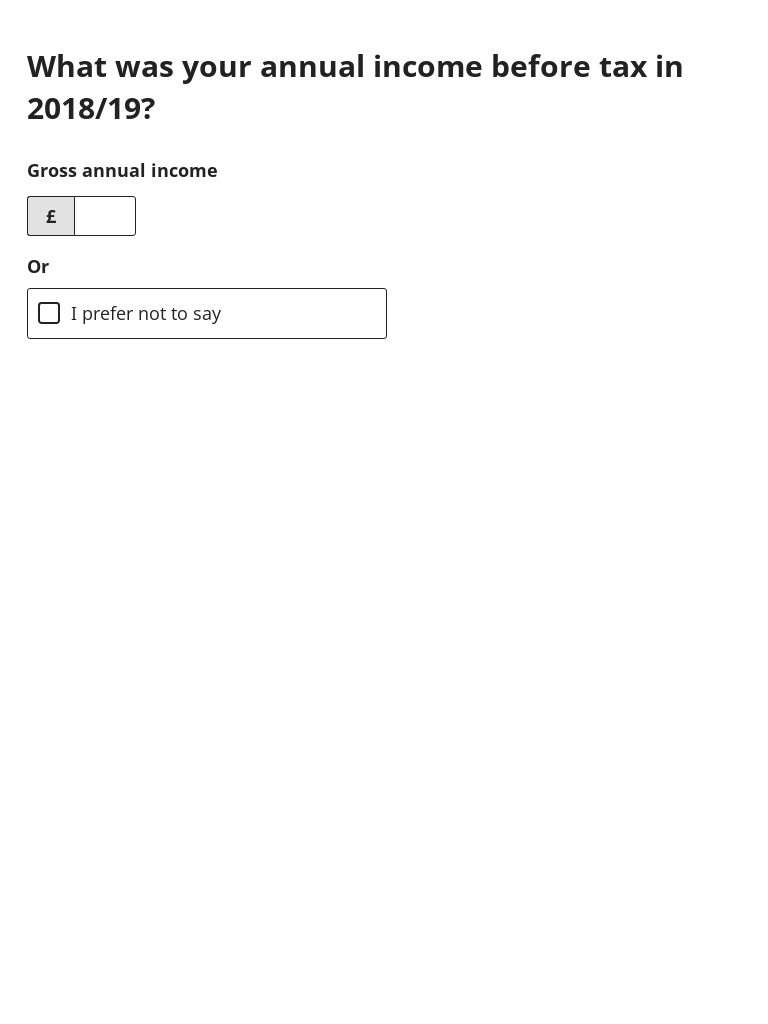 What was your annual income before tax in
2018/19?
Gross annual income
£
Or
I prefer not to say